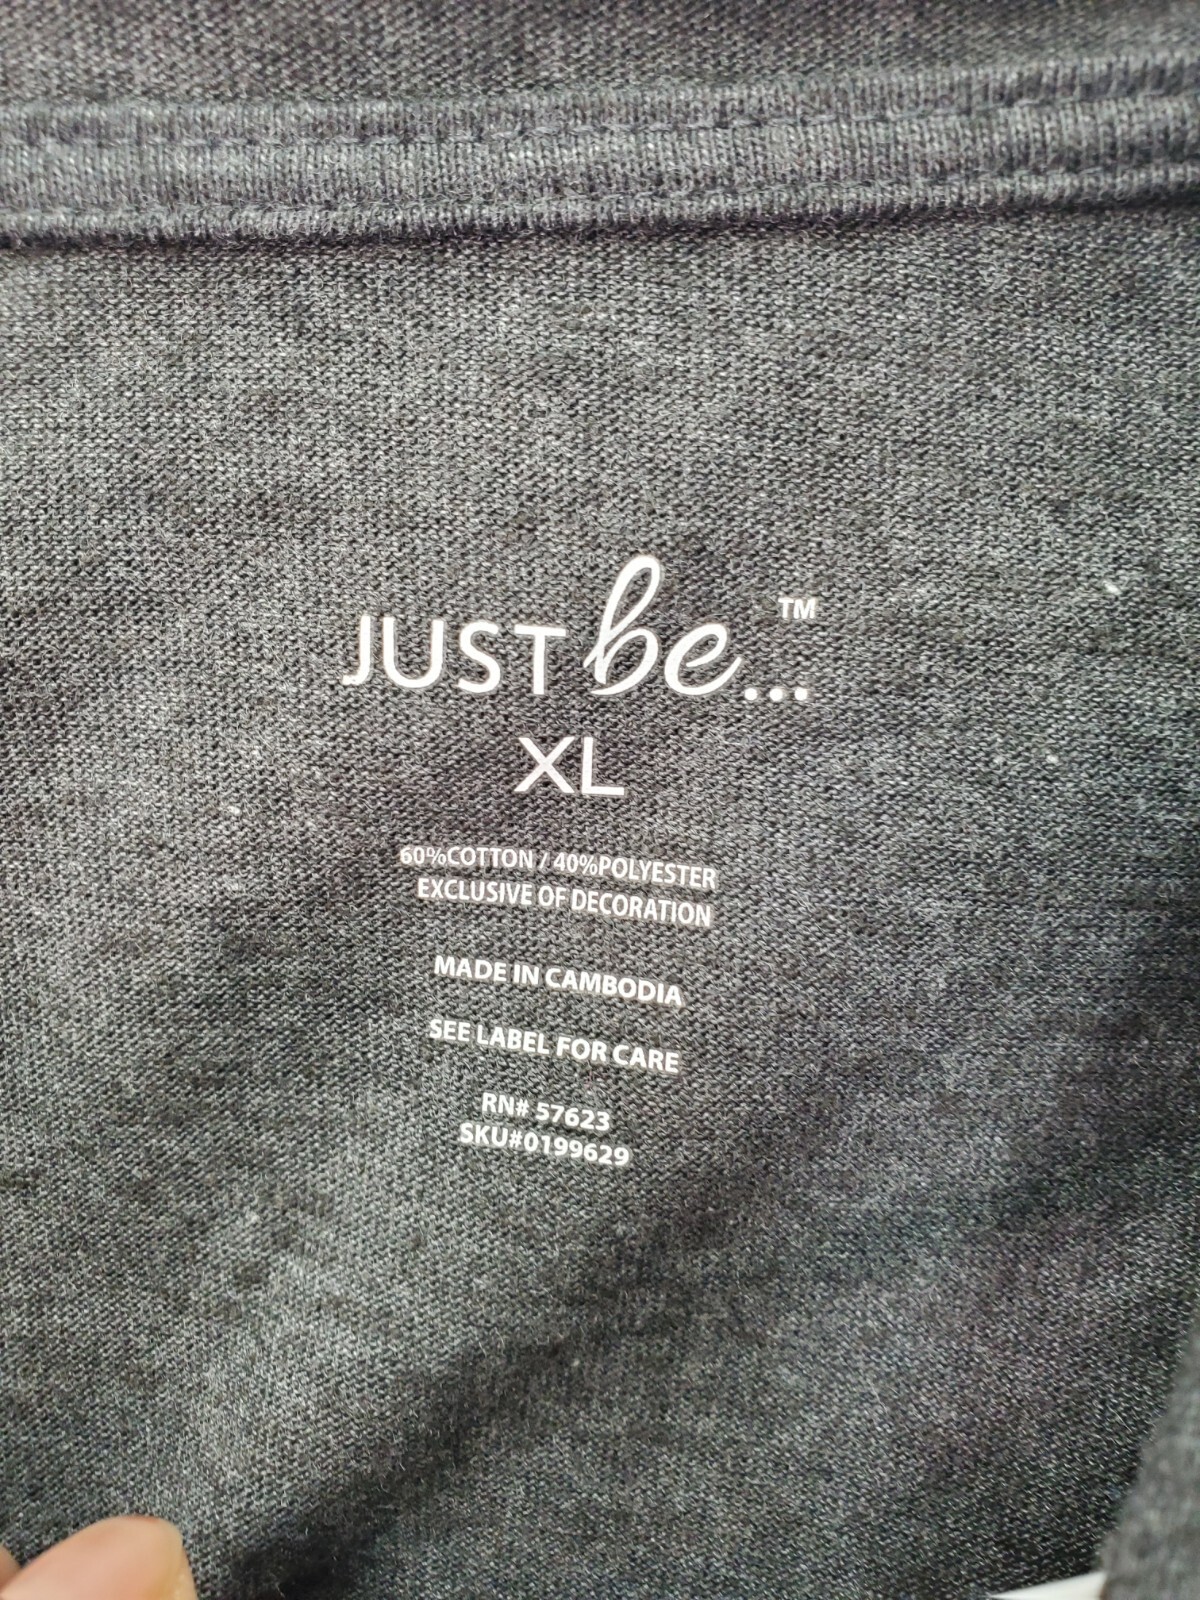 JUST be...™
XL
60%COTTON / 40%POLYESTER
EXCLUSIVE OF DECORATION
MADE IN CAMBODIA
SEE LABEL FOR CARE
RN# 57623
SKU#0199629